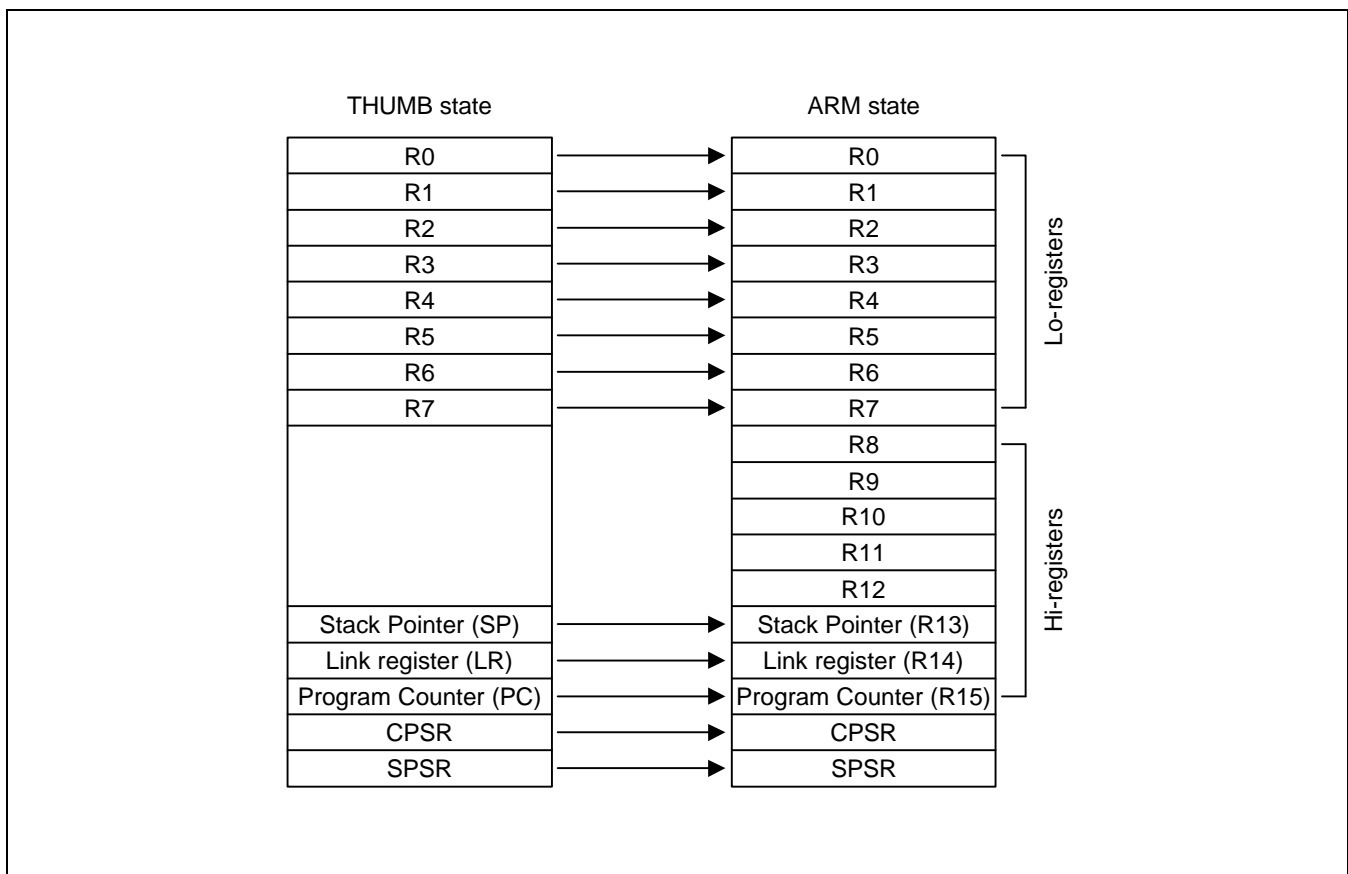 THUMB state
R0
R1
R2
R3
R4
R5
R6
R7
Stack Pointer (SP)
Link register (LR)
Program Counter (PC)
CPSR
SPSR
ARM state
R0
R1
R2
R3
R4
R5
R6
R7
R8
R9
R10
R11
R12
Stack Pointer (R13)
Link register (R14)
Program Counter (R15)
CPSR
SPSR
Lo-registers
Hi-registers